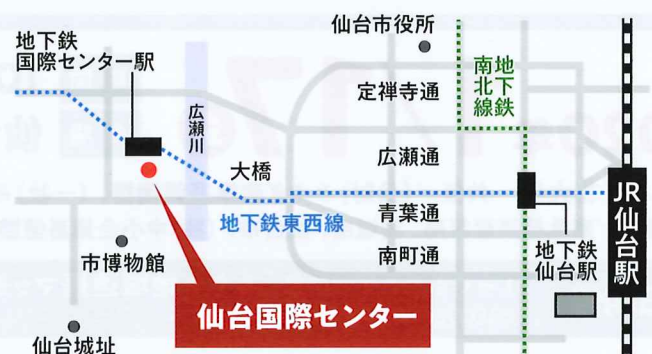 仙台市役所
地下鉄
国際センター駅
定禅寺通
地下鉄
南北線
広瀬川
広瀬通
大橋
地下鉄東西線
青葉通
JR仙台駅
南町通
地下鉄
仙台駅
市博物館
仙台国際センター
仙台城址